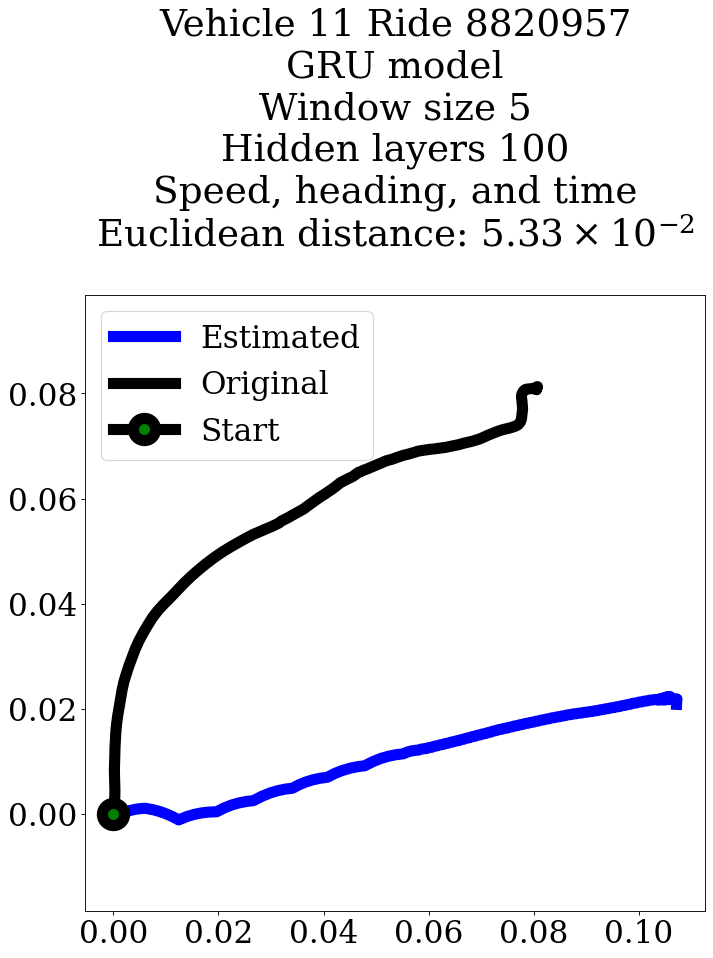 Vehicle 11 Ride 8820957
GRU model
Window size 5
Hidden layers 100
Speed, heading, and time
Euclidean distance: 5.33 × 10⁻²
Estimated
Original
Start
0.08
0.06
0.04
0.02
0.00
0.00 0.02 0.04 0.06 0.08 0.10